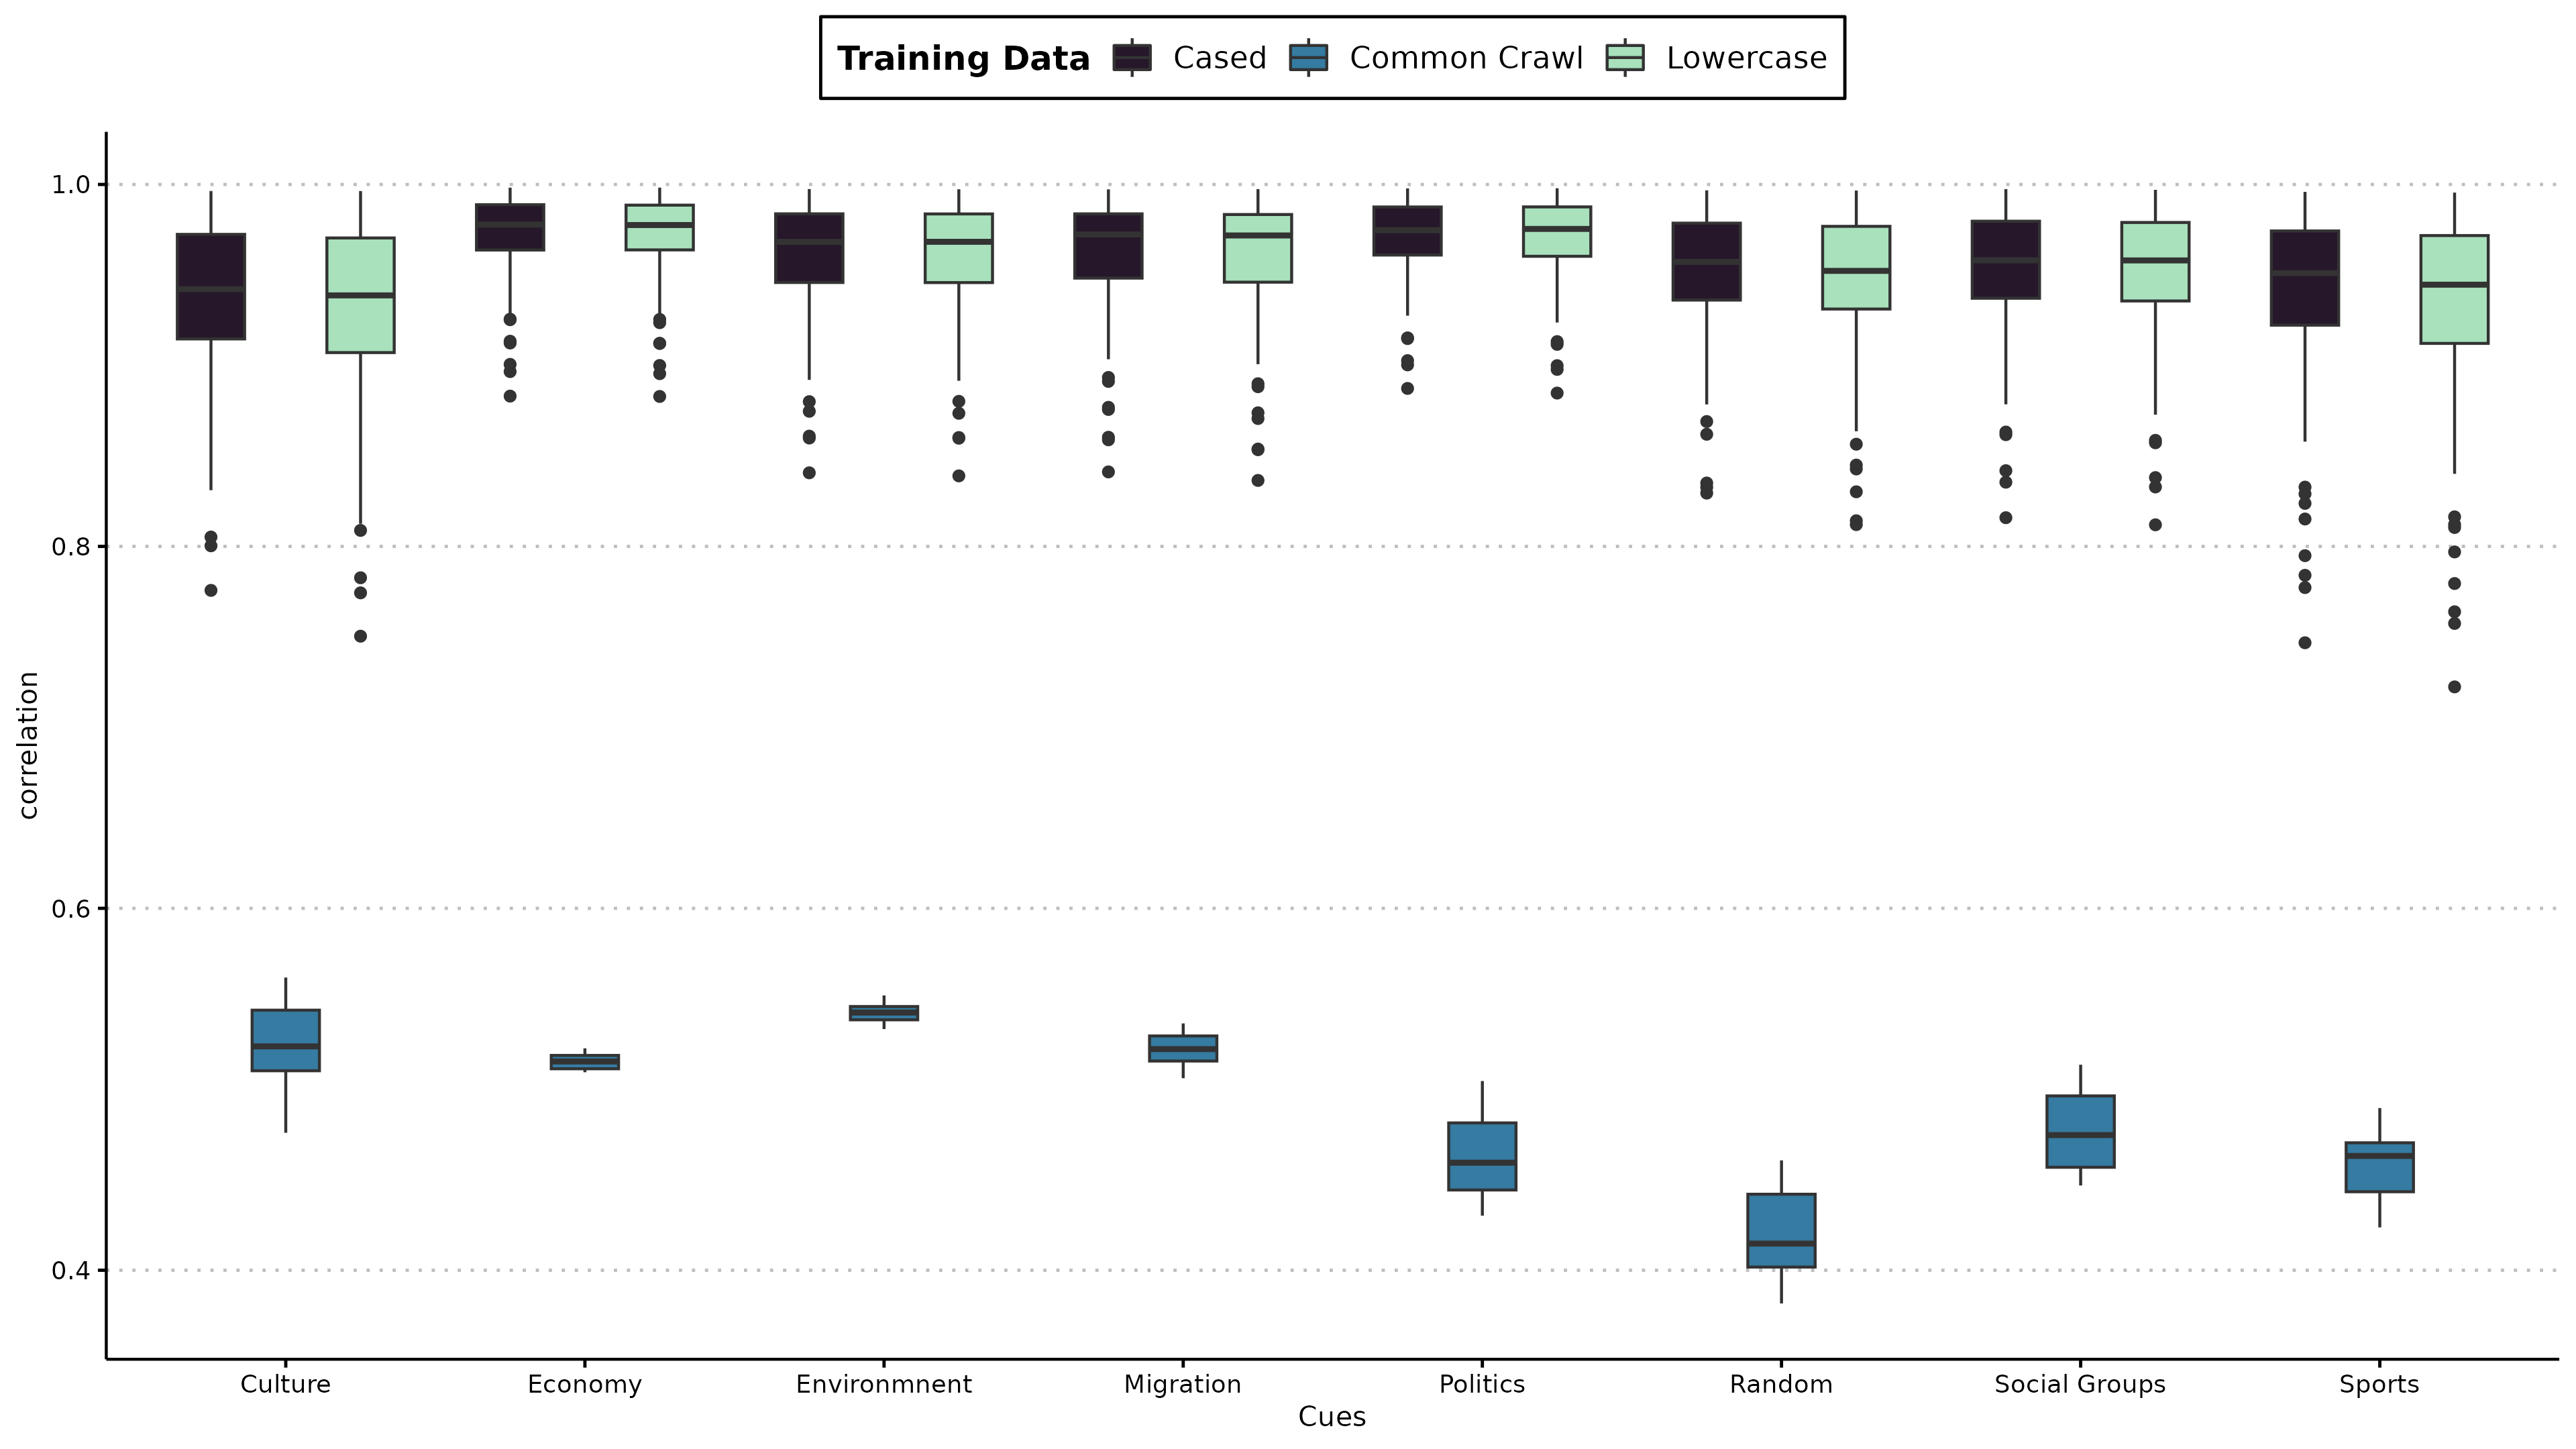 Training Data Cased Common Crawl Lowercase
1.0
0.8
0.6
0.4
correlation
Culture Economy Environmnent Migration Politics Random Social Groups Sports
Cues